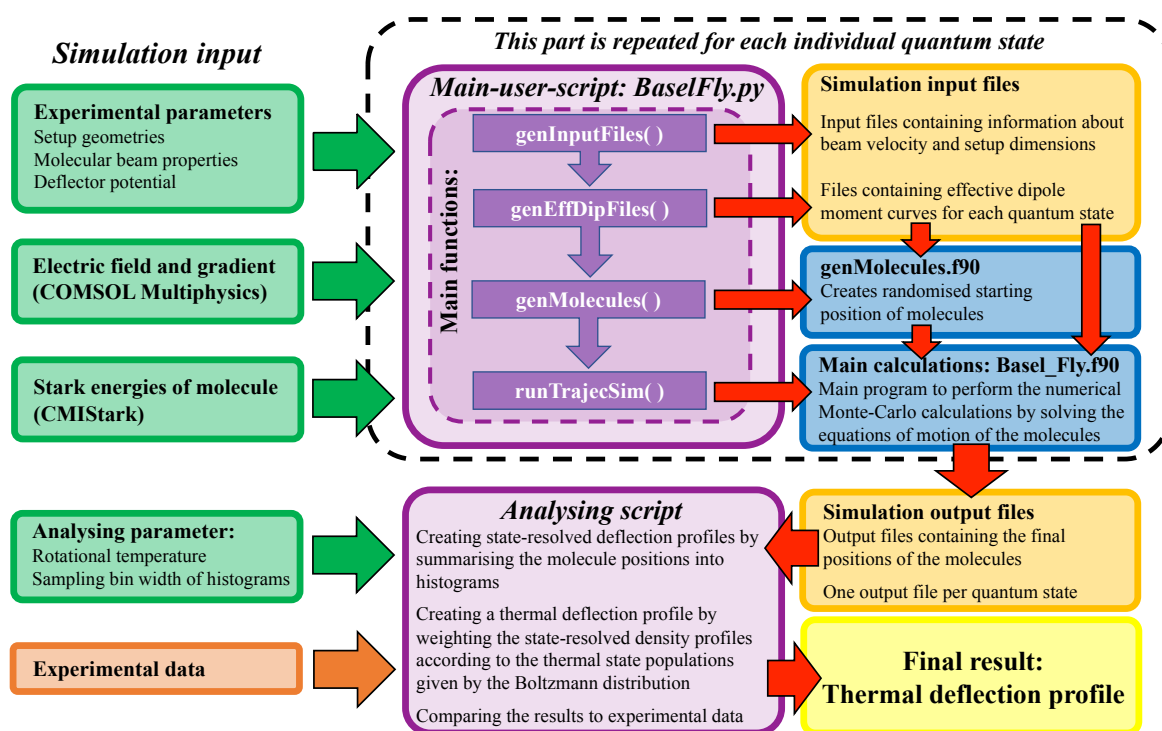 Simulation input
Experimental parameters
Setup geometries
Molecular beam properties
Deflector potential
Electric field and gradient
(COMSOL Multiphysics)
Stark energies of molecule
(CMIStark)
This part is repeated for each individual quantum state
Main-user-script: BaselFly.py
Main functions:
genInputFiles( )
genEffDipFiles( )
genMolecules( )
runTrajecSim( )
Simulation input files
Input files containing information about
beam velocity and setup dimensions
Files containing effective dipole
moment curves for each quantum state
genMolecules.f90
Creates randomised starting
position of molecules
Main calculations: Basel_Fly.f90
Main program to perform the numerical
Monte-Carlo calculations by solving the
equations of motion of the molecules
Analysing parameter:
Rotational temperature
Sampling bin width of histograms
Experimental data
Analysing script
Creating state-resolved deflection profiles by
summarising the molecule positions into
histograms
Creating a thermal deflection profile by
weighting the state-resolved density profiles
according to the thermal state populations
given by the Boltzmann distribution
Comparing the results to experimental data
Simulation output files
Output files containing the final
positions of the molecules
One output file per quantum state
Final result:
Thermal deflection profile